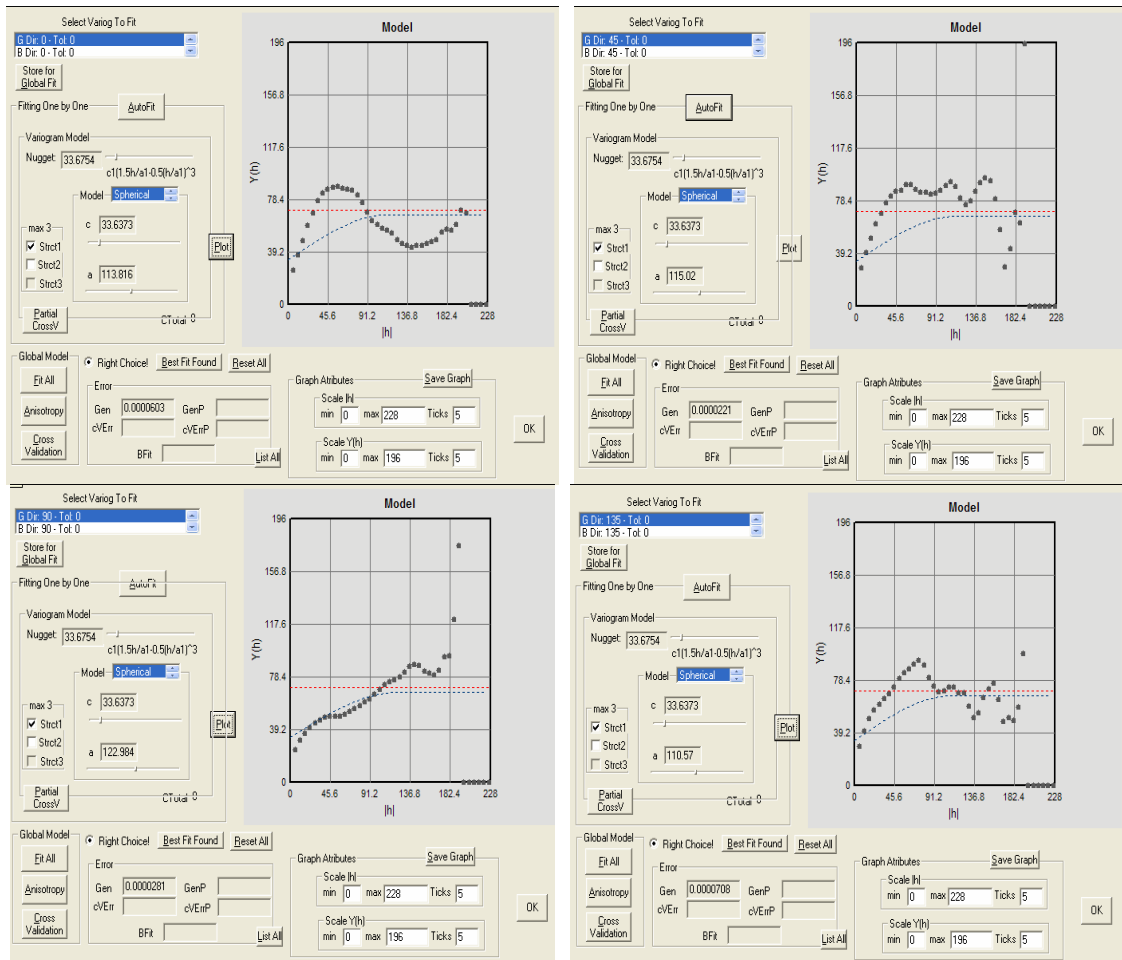 Select Variog To Fit
G Dir: 0 - Tol: 0
B Dir: 0 - Tol: 0
Store for
Global Fit
Fitting One by One
AutoFit
Variogram Model
Nugget: 33.6754
c1(1.5h/a1-0.5(h/a1)^3
Model Spherical
c 33.6373
max 3
Strct1
Strct2
Strct3
a 113.816
Plot
Partial
CrossV
CTotal 0
Model
196
156.8
117.6
78.4
39.2
0
Y(h)
0 45.6 91.2 136.8 182.4 228
|h|
Global Model
Fit All
Anisotropy
Cross
Validation
Right Choice! Best Fit Found Reset All
Error
Gen 0.0000603 GenP
cVErr cVErrP
BFit List All
Graph Atributes Save Graph
Scale |h|
min 0 max 228 Ticks 5
Scale Y(h)
min 0 max 196 Ticks 5
OK
Select Variog To Fit
G Dir: 45 - Tol: 0
B Dir: 45 - Tol: 0
Store for
Global Fit
Fitting One by One
AutoFit
Variogram Model
Nugget: 33.6754
c1(1.5h/a1-0.5(h/a1)^3
Model Spherical
c 33.6373
max 3
Strct1
Strct2
Strct3
a 115.02
Plot
Partial
CrossV
CTotal 0
Model
196
156.8
117.6
78.4
39.2
0
Y(h)
0 45.6 91.2 136.8 182.4 228
|h|
Global Model
Fit All
Anisotropy
Cross
Validation
Right Choice! Best Fit Found Reset All
Error
Gen 0.0000221 GenP
cVErr cVErrP
BFit List All
Graph Atributes Save Graph
Scale |h|
min 0 max 228 Ticks 5
Scale Y(h)
min 0 max 196 Ticks 5
OK
Select Variog To Fit
G Dir: 90 - Tol: 0
B Dir: 90 - Tol: 0
Store for
Global Fit
Fitting One by One
AutoFit
Variogram Model
Nugget: 33.6754
c1(1.5h/a1-0.5(h/a1)^3
Model Spherical
c 33.6373
max 3
Strct1
Strct2
Strct3
a 122.984
Plot
Partial
CrossV
CTotal 0
Model
196
156.8
117.6
78.4
39.2
0
Y(h)
0 45.6 91.2 136.8 182.4 228
|h|
Global Model
Fit All
Anisotropy
Cross
Validation
Right Choice! Best Fit Found Reset All
Error
Gen 0.0000281 GenP
cVErr cVErrP
BFit List All
Graph Atributes Save Graph
Scale |h|
min 0 max 228 Ticks 5
Scale Y(h)
min 0 max 196 Ticks 5
OK
Select Variog To Fit
G Dir: 135 - Tol: 0
B Dir: 135 - Tol: 0
Store for
Global Fit
Fitting One by One
AutoFit
Variogram Model
Nugget: 33.6754
c1(1.5h/a1-0.5(h/a1)^3
Model Spherical
c 33.6373
max 3
Strct1
Strct2
Strct3
a 110.57
Plot
Partial
CrossV
CTotal 0
Model
196
156.8
117.6
78.4
39.2
0
Y(h)
0 45.6 91.2 136.8 182.4 228
|h|
Global Model
Fit All
Anisotropy
Cross
Validation
Right Choice! Best Fit Found Reset All
Error
Gen 0.0000708 GenP
cVErr cVErrP
BFit List All
Graph Atributes Save Graph
Scale |h|
min 0 max 228 Ticks 5
Scale Y(h)
min 0 max 196 Ticks 5
OK